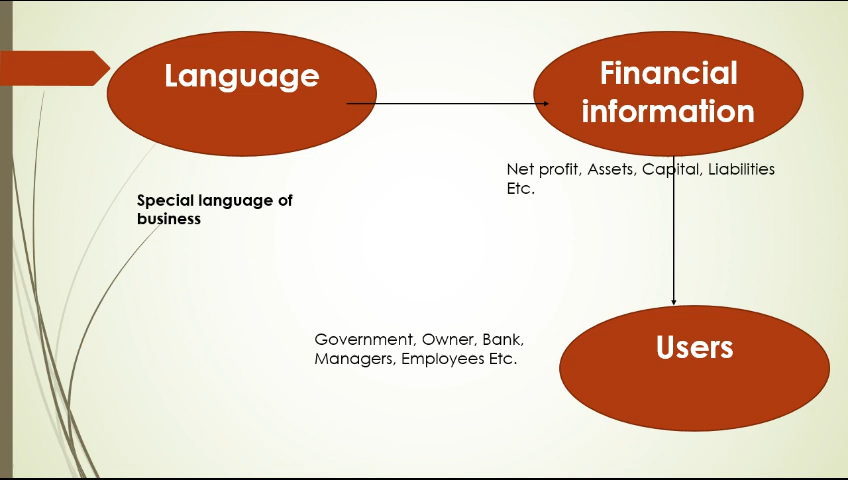 Language
Financial
information
Net profit, Assets, Capital, Liabilities
Etc.
Special language of
business
Government, Owner, Bank,
Managers, Employees Etc.
Users